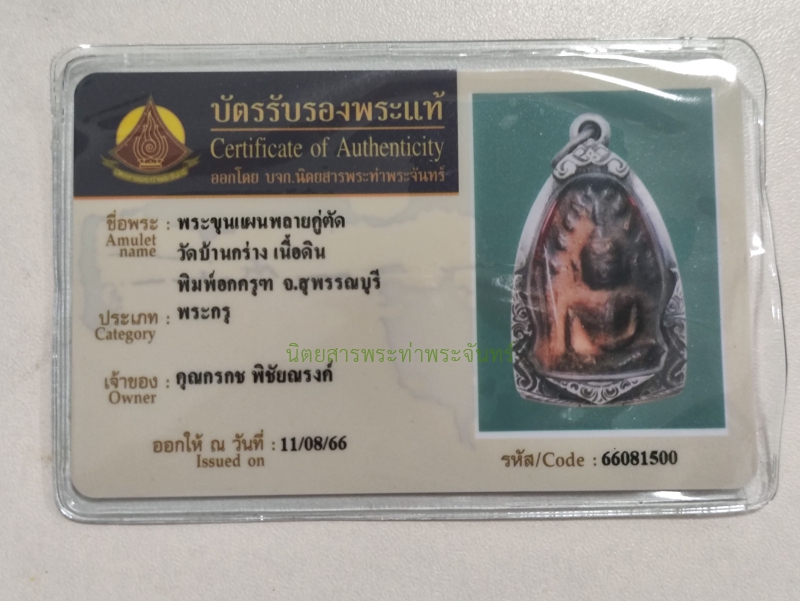 บัตรรับรองพระแท้
Certificate of Authenticity
ออกโดย บจก.นิตยสารพระท่าพระจันทร์
ชื่อพระ : พระขุนแผนพลายคู่ตัด
Amulet name
วัดบ้านกร่าง เนื้อดิน
พิมพ์อกครุฑ จ.สุพรรณบุรี
ประเภท : พระกรุ
Category
นิตยสารพระท่าพระจันทร์
เจ้าของ : คุณกรกช พิชัยณรงค์
Owner
ออกให้ ณ วันที่ : 11/08/66
Issued on
รหัส/Code : 66081500